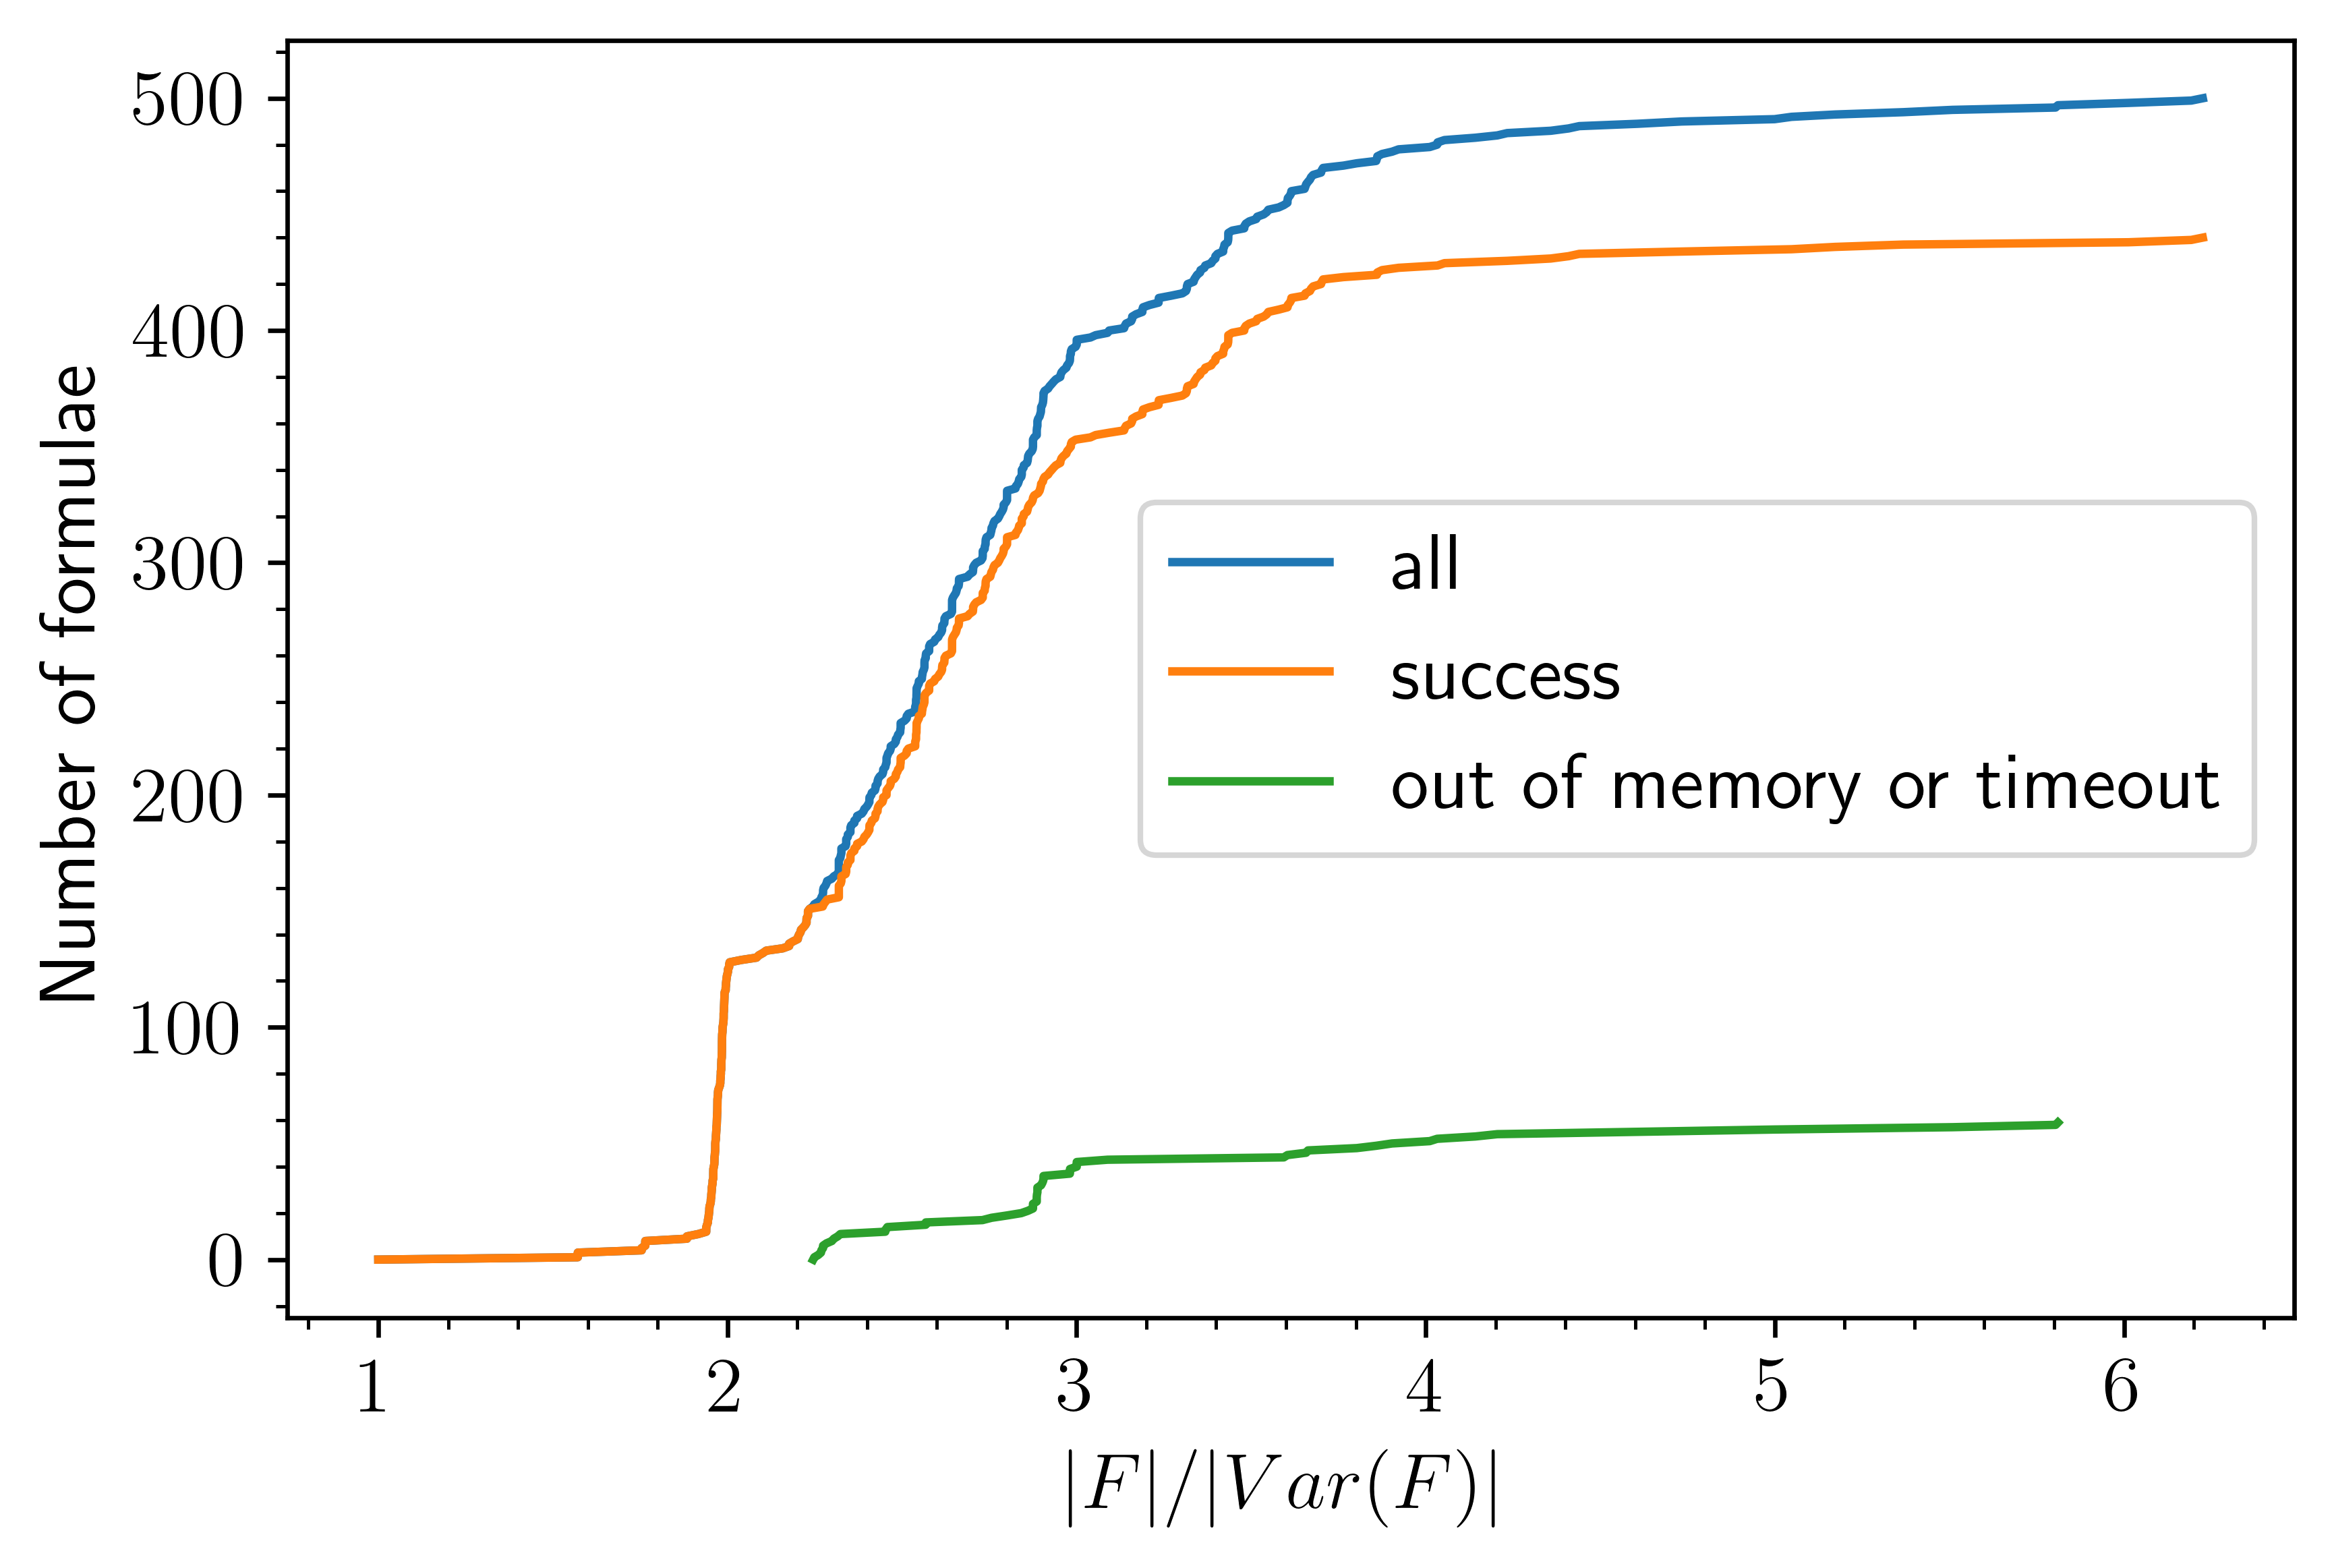 500
400
300
200
100
0
Number of formulae
all
success
out of memory or timeout
1 2 3 4 5 6
|F|/|Var(F)|